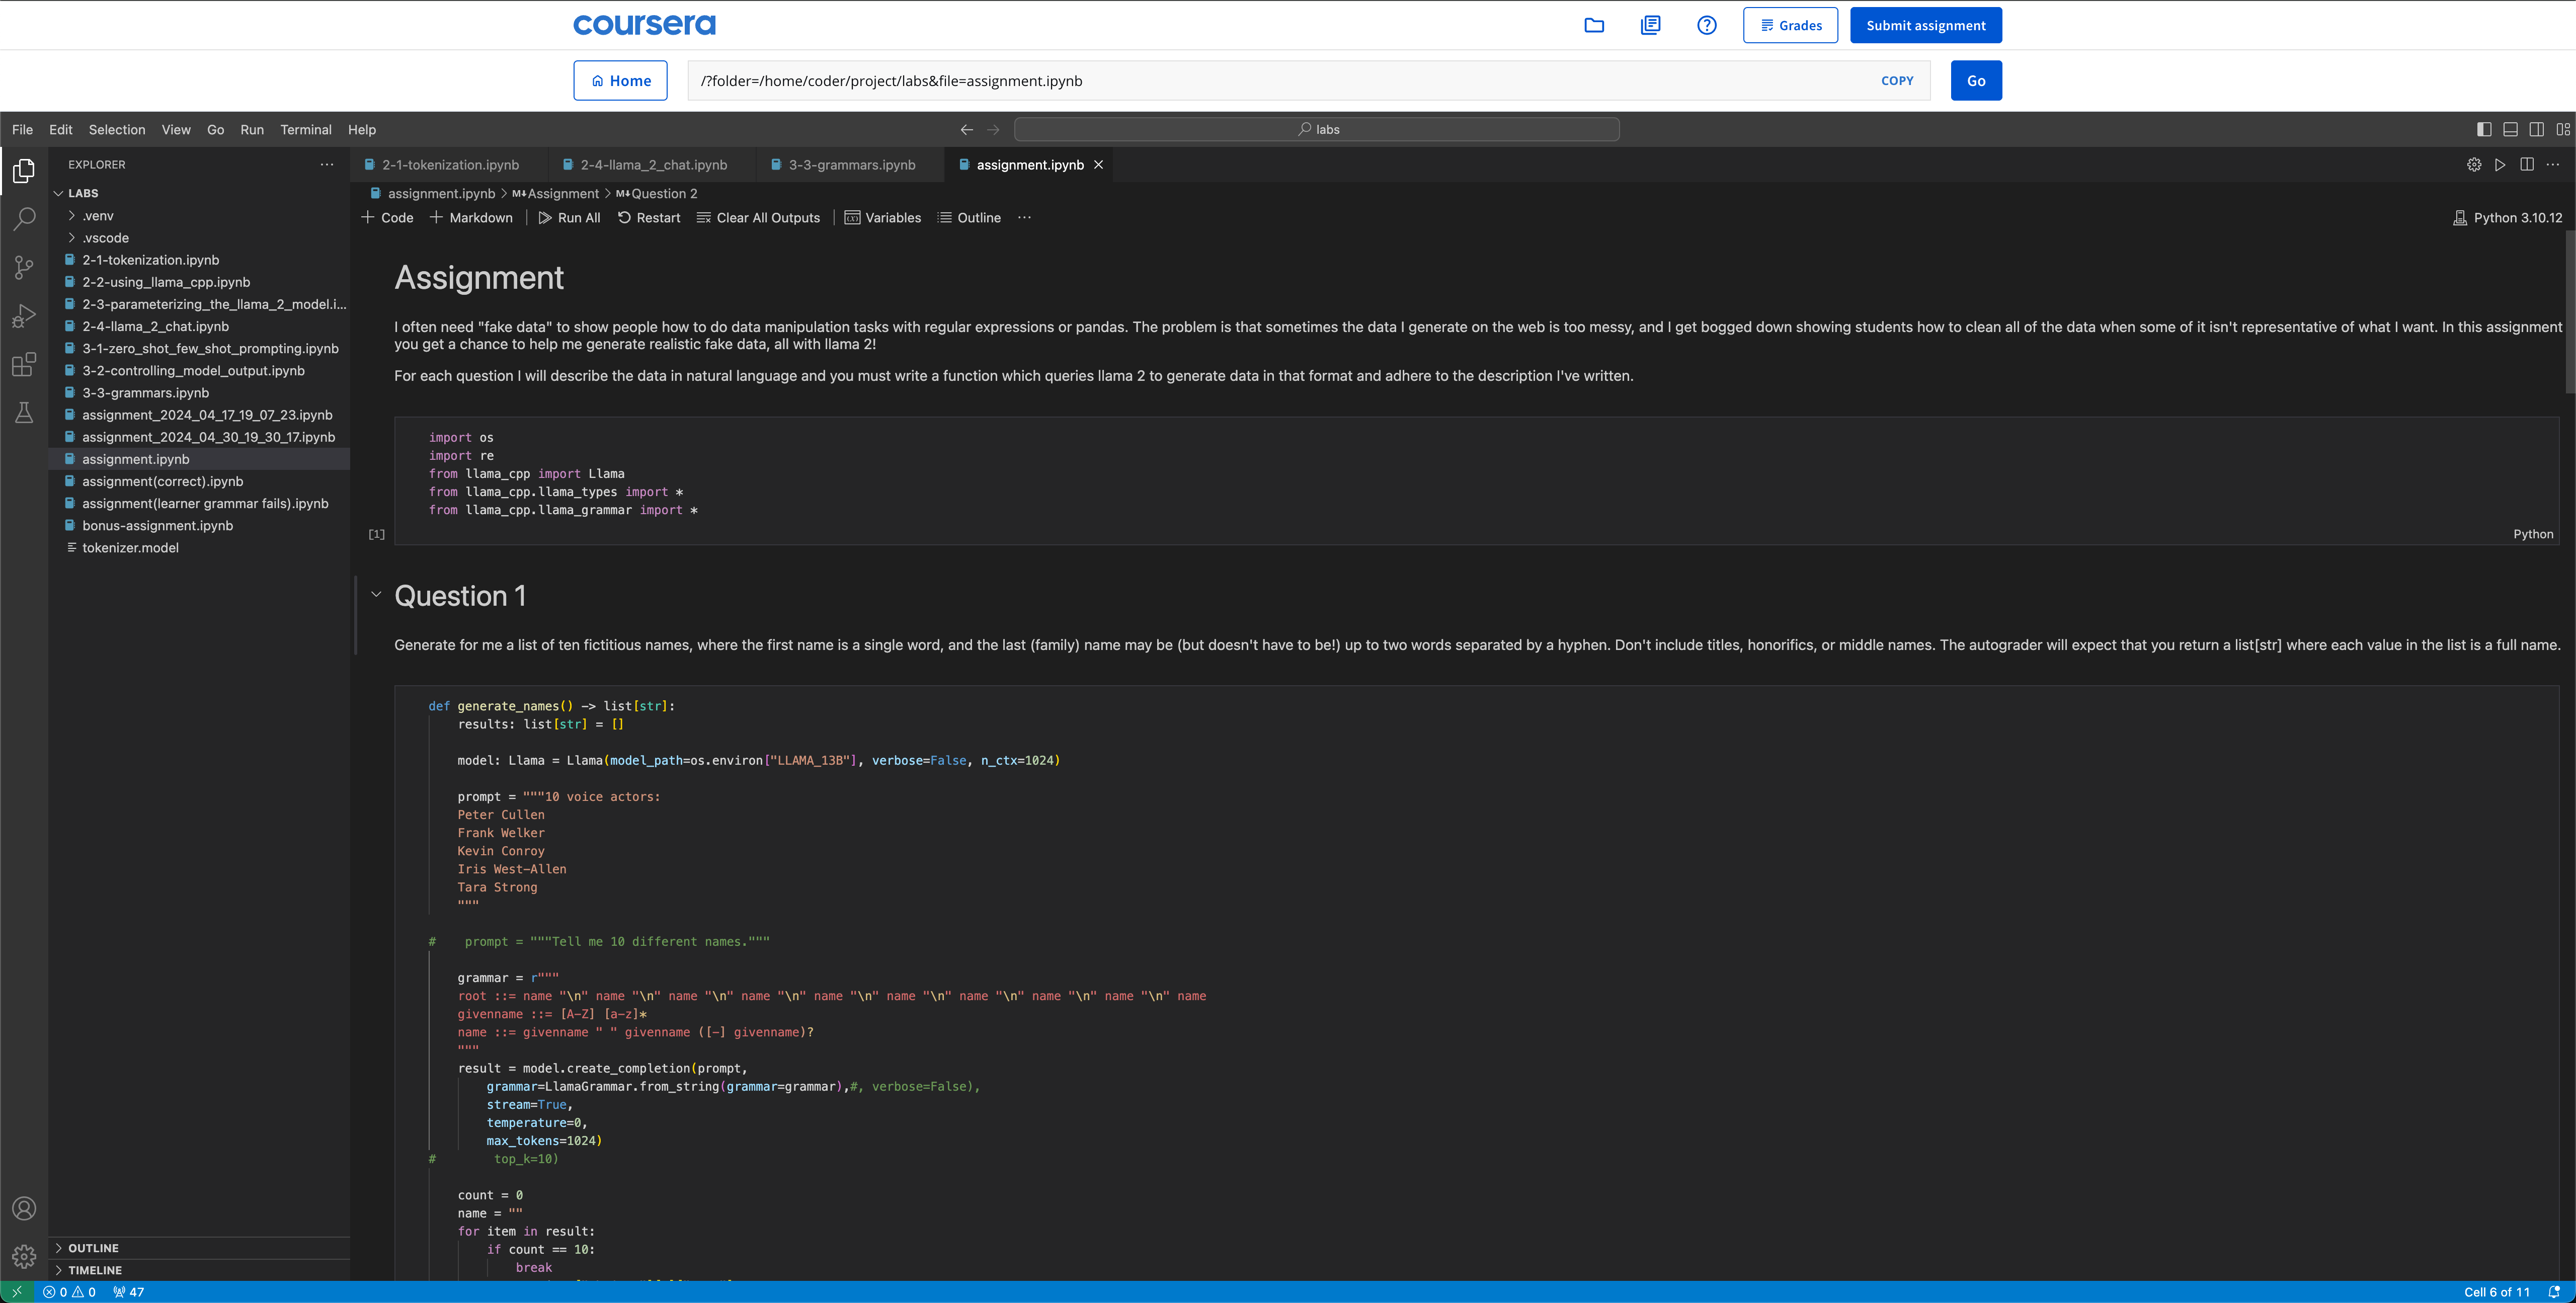 coursera
Grades
Submit assignment
Home
/?folder=/home/coder/project/labs&file=assignment.ipynb
COPY
Go
File Edit Selection View Go Run Terminal Help
labs
EXPLORER
LABS
.venv
.vscode
2-1-tokenization.ipynb
2-2-using_llama_cpp.ipynb
2-3-parameterizing_the_llama_2_model.i...
2-4-llama_2_chat.ipynb
3-1-zero_shot_few_shot_prompting.ipynb
3-2-controlling_model_output.ipynb
3-3-grammars.ipynb
assignment_2024_04_17_19_07_23.ipynb
assignment_2024_04_30_19_30_17.ipynb
assignment.ipynb
assignment(correct).ipynb
assignment(learner grammar fails).ipynb
bonus-assignment.ipynb
tokenizer.model
OUTLINE
TIMELINE
2-1-tokenization.ipynb 2-4-llama_2_chat.ipynb 3-3-grammars.ipynb assignment.ipynb
assignment.ipynb > M↓Assignment > M↓Question 2
+ Code + Markdown | Run All Restart Clear All Outputs | Variables Outline ...
Python 3.10.12
Assignment
I often need "fake data" to show people how to do data manipulation tasks with regular expressions or pandas. The problem is that sometimes the data I generate on the web is too messy, and I get bogged down showing students how to clean all of the data when some of it isn't representative of what I want. In this assignment
you get a chance to help me generate realistic fake data, all with llama 2!
For each question I will describe the data in natural language and you must write a function which queries llama 2 to generate data in that format and adhere to the description I've written.
import os
import re
from llama_cpp import Llama
from llama_cpp.llama_types import *
from llama_cpp.llama_grammar import *
[1]
Python
Question 1
Generate for me a list of ten fictitious names, where the first name is a single word, and the last (family) name may be (but doesn't have to be!) up to two words separated by a hyphen. Don't include titles, honorifics, or middle names. The autograder will expect that you return a list[str] where each value in the list is a full name.
def generate_names() -> list[str]:
    results: list[str] = []
    model: Llama = Llama(model_path=os.environ["LLAMA_13B"], verbose=False, n_ctx=1024)
    prompt = """10 voice actors:
    Peter Cullen
    Frank Welker
    Kevin Conroy
    Iris West-Allen
    Tara Strong
    """
#    prompt = """Tell me 10 different names."""
    grammar = r"""
    root ::= name "\n" name "\n" name "\n" name "\n" name "\n" name "\n" name "\n" name "\n" name "\n" name
    givenname ::= [A-Z] [a-z]*
    name ::= givenname " " givenname ([-] givenname)?
    """
    result = model.create_completion(prompt,
        grammar=LlamaGrammar.from_string(grammar=grammar),#, verbose=False),
        stream=True,
        temperature=0,
        max_tokens=1024)
#        top_k=10)
    count = 0
    name = ""
    for item in result:
        if count == 10:
            break
0 0 47
Cell 6 of 11